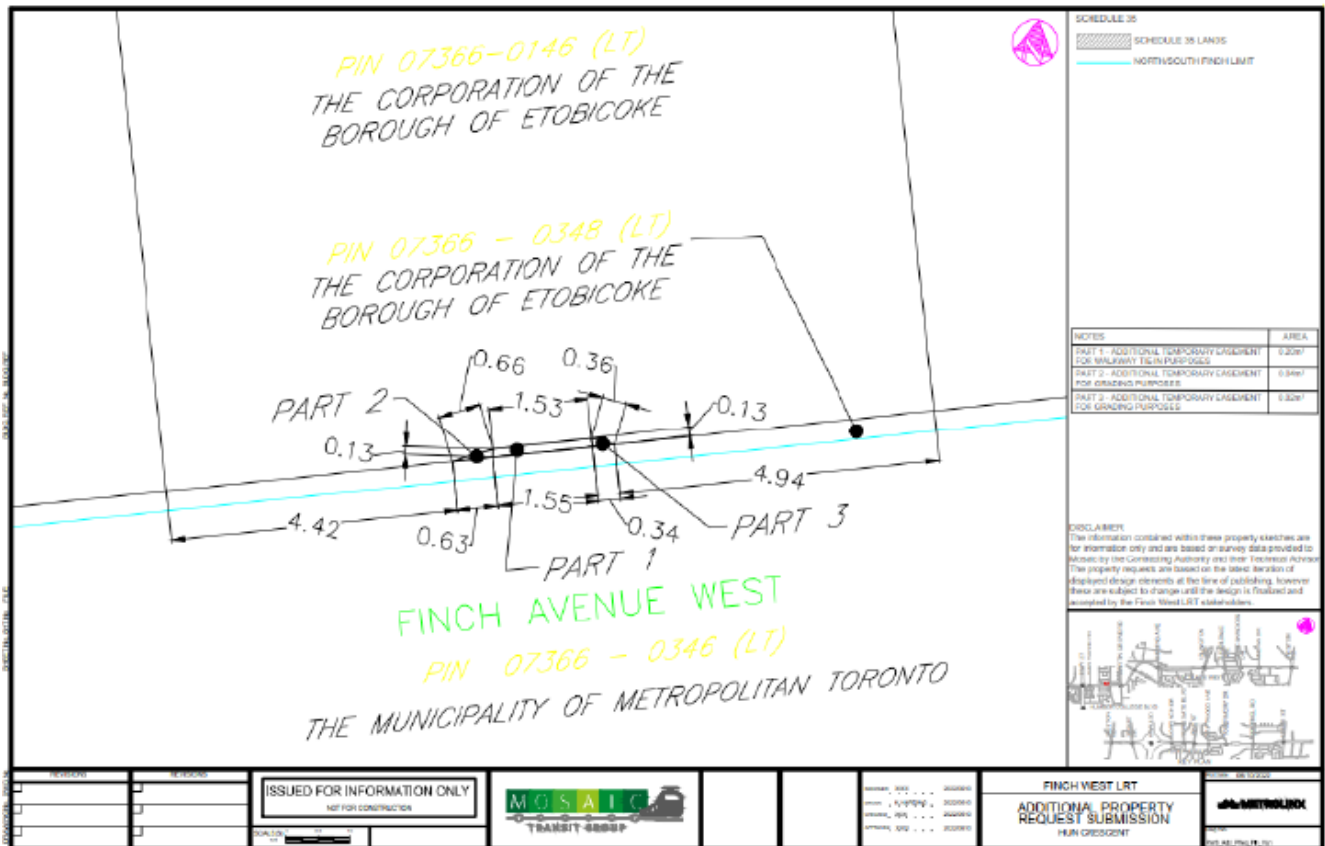 PIN 07366-0146 (LT)
THE CORPORATION OF THE
BOROUGH OF ETOBICOKE
PIN 07366 - 0348 (LT)
THE CORPORATION OF THE
BOROUGH OF ETOBICOKE
0.66
0.36
PART 2
1.53
0.13
0.13
4.94
4.42
1.55
0.63
0.34
PART 3
PART 1
FINCH AVENUE WEST
PIN 07366 - 0346 (LT)
THE MUNICIPALITY OF METROPOLITAN TORONTO
SCHEDULE 35
SCHEDULE 35 LANDS
NORTH/SOUTH FINCH LIMIT
NOTES
AREA
PART 1 - ADDITIONAL TEMPORARY EASEMENT
FOR WALKWAY TIE IN PURPOSES
0.20m²
PART 2 - ADDITIONAL TEMPORARY EASEMENT
FOR GRADING PURPOSES
0.04m²
PART 3 - ADDITIONAL TEMPORARY EASEMENT
FOR GRADING PURPOSES
0.02m²
DISCLAIMER
The information contained within these property sketches are
for information only and are based on survey data provided to
Mosaic by the Contracting Authority and their Technical Advisor
The property requests are based on the latest iteration of
displayed design elements at the time of publishing, however
these are subject to change until the design is finalized and
accepted by the Finch West LRT stakeholders.
KEY PLAN
REVISIONS
REVISIONS
ISSUED FOR INFORMATION ONLY
NOT FOR CONSTRUCTION
MOSAIC
TRANSIT GROUP
FINCH WEST LRT
ADDITIONAL PROPERTY
REQUEST SUBMISSION
HUN CRESCENT
METROLINX